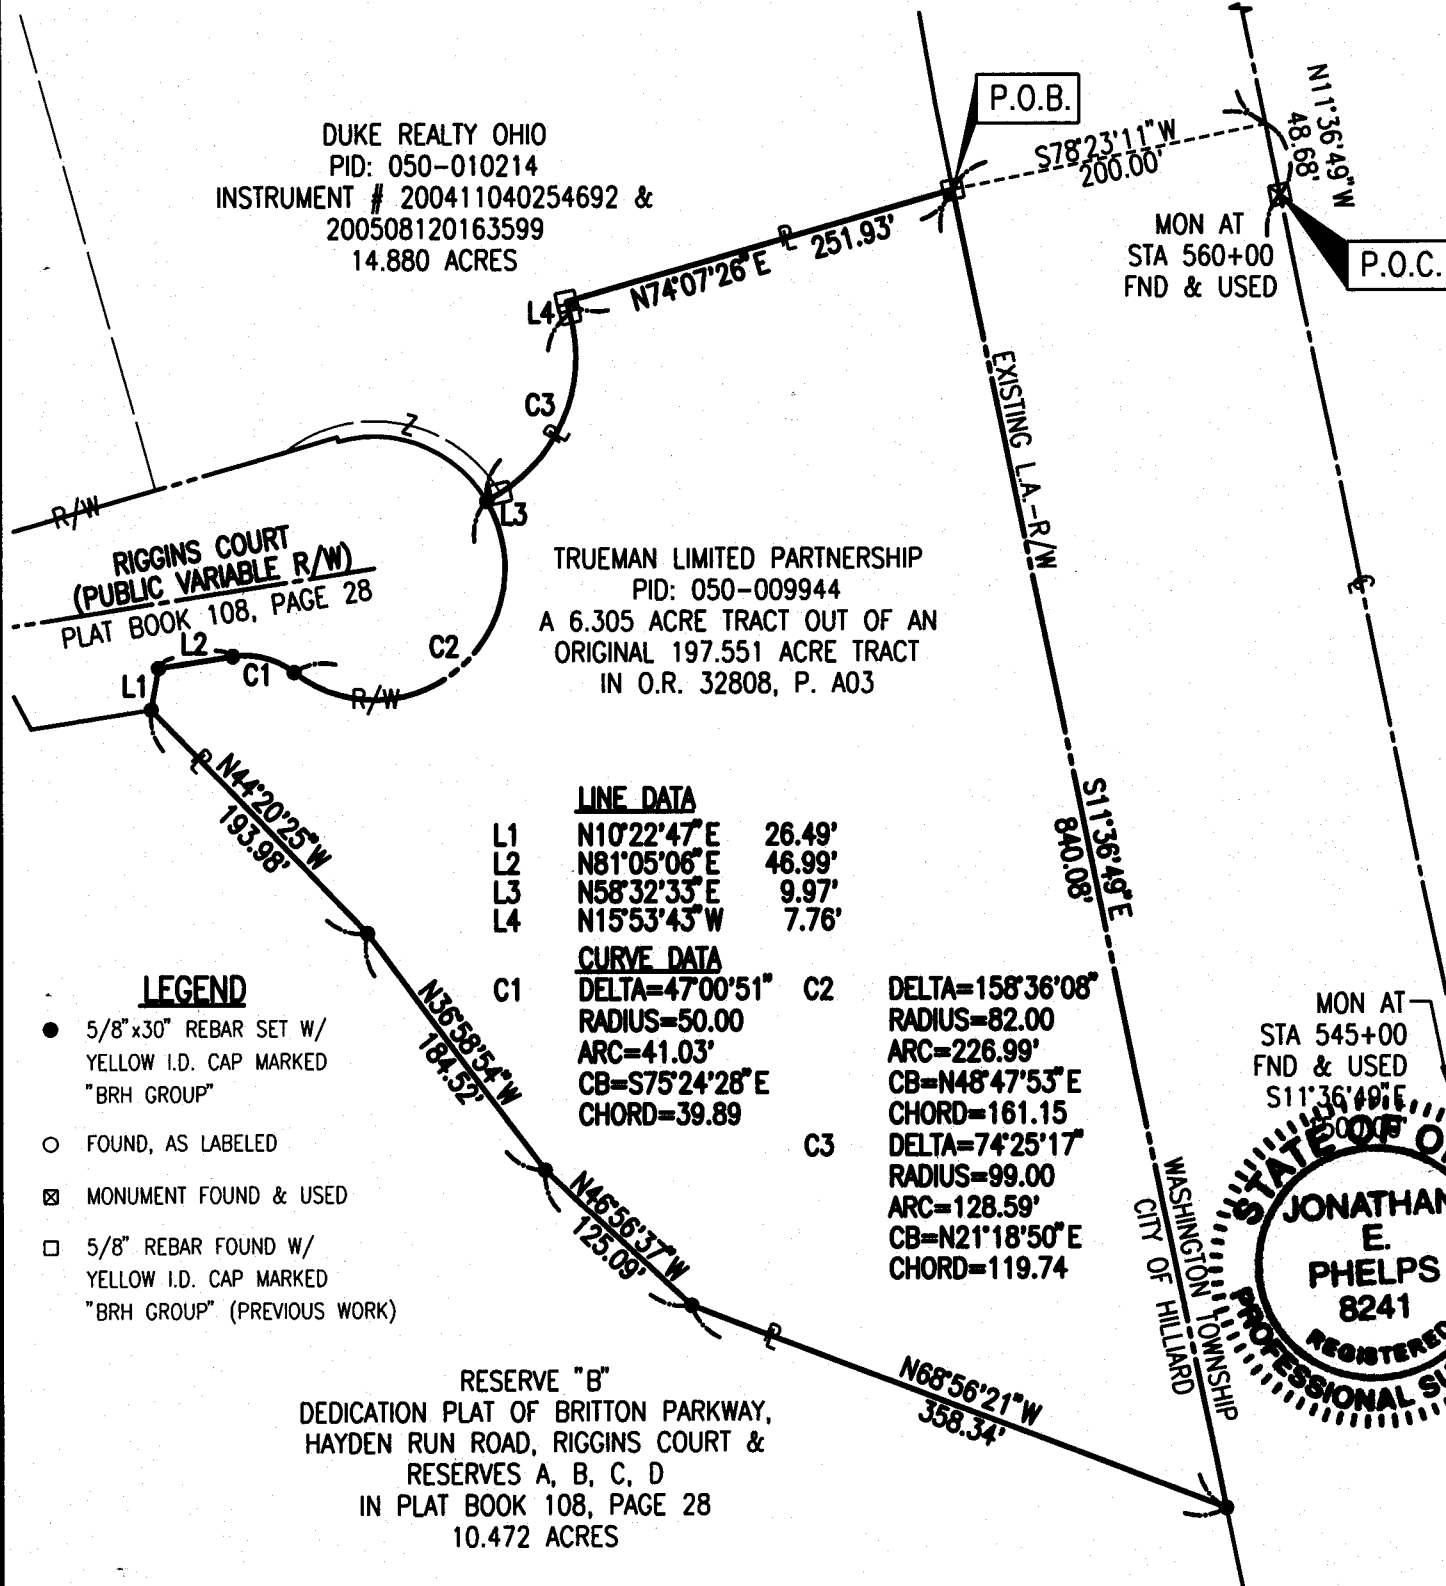 P.O.B.
N11°36'49"W
48.68'
S78°23'11"W
200.00'
DUKE REALTY OHIO
PID: 050-010214
INSTRUMENT # 200411040254692 &
200508120163599
14.880 ACRES
MON AT
STA 560+00
FND & USED
P.O.C.
N74°07'26"E 251.93'
L4
C3
EXISTING L.A.-R/W
L3
R/W
RIGGINS COURT
(PUBLIC VARIABLE R/W)
PLAT BOOK 108, PAGE 28
TRUEMAN LIMITED PARTNERSHIP
PID: 050-009944
A 6.305 ACRE TRACT OUT OF AN
ORIGINAL 197.551 ACRE TRACT
IN O.R. 32808, P. A03
L2
C1
C2
L1
R/W
N44°20'25"W
193.98'
S11°36'49"E
840.08'
LINE DATA
L1 N10°22'47"E 26.49'
L2 N81°05'06"E 46.99'
L3 N58°32'33"E 9.97'
L4 N15°53'43"W 7.76'
CURVE DATA
C1 DELTA=47°00'51"
RADIUS=50.00
ARC=41.03'
CB=S75°24'28"E
CHORD=39.89
C2 DELTA=158°36'08"
RADIUS=82.00
ARC=226.99'
CB=N48°47'53"E
CHORD=161.15
C3 DELTA=74°25'17"
RADIUS=99.00
ARC=128.59'
CB=N21°18'50"E
CHORD=119.74
LEGEND
5/8"x30" REBAR SET W/
YELLOW I.D. CAP MARKED
"BRH GROUP"
FOUND, AS LABELED
MONUMENT FOUND & USED
5/8" REBAR FOUND W/
YELLOW I.D. CAP MARKED
"BRH GROUP" (PREVIOUS WORK)
N36°58'54"W
184.52'
N46°56'37"W
125.09'
N68°56'21"W
358.34'
WASHINGTON TOWNSHIP
CITY OF HILLIARD
MON AT
STA 545+00
FND & USED
S11°36'49"E
STATE OF
JONATHAN
E.
PHELPS
8241
REGISTERED
PROFESSIONAL
RESERVE "B"
DEDICATION PLAT OF BRITTON PARKWAY,
HAYDEN RUN ROAD, RIGGINS COURT &
RESERVES A, B, C, D
IN PLAT BOOK 108, PAGE 28
10.472 ACRES